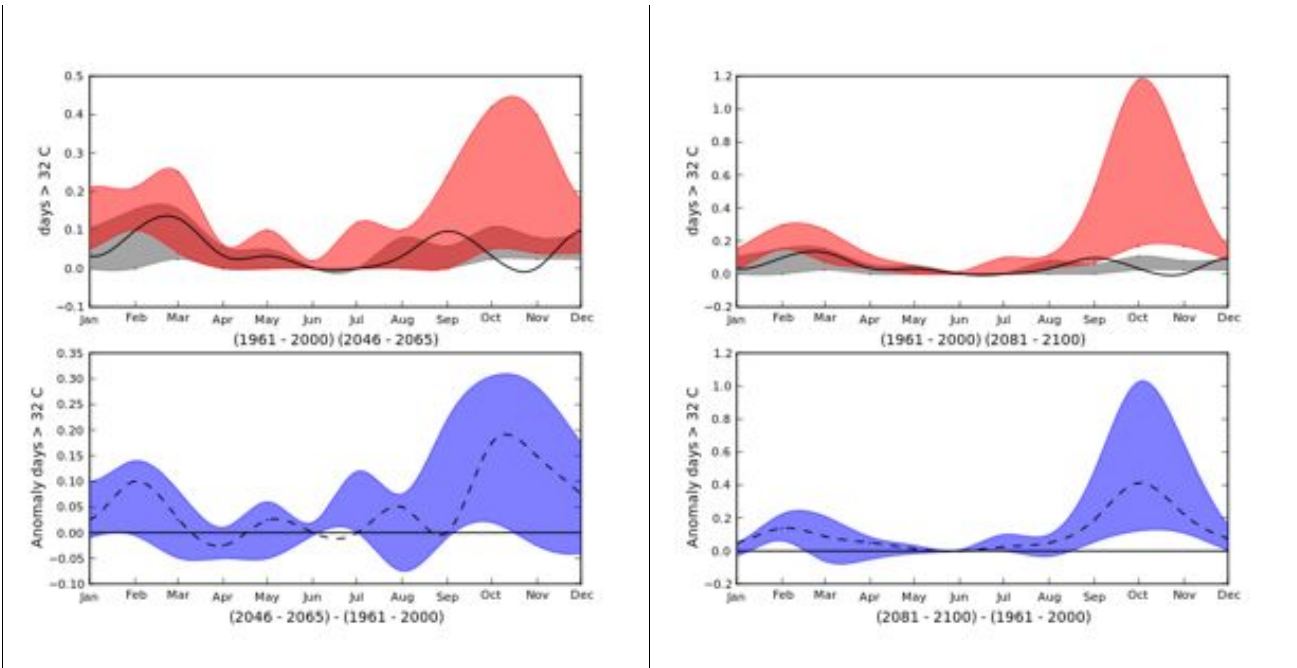 days > 32 C
0.5
0.4
0.3
0.2
0.1
0.0
−0.1
Jan Feb Mar Apr May Jun Jul Aug Sep Oct Nov Dec
(1961 - 2000) (2046 - 2065)
days > 32 C
1.2
1.0
0.8
0.6
0.4
0.2
0.0
−0.2
Jan Feb Mar Apr May Jun Jul Aug Sep Oct Nov Dec
(1961 - 2000) (2081 - 2100)
Anomaly days > 32 C
0.35
0.30
0.25
0.20
0.15
0.10
0.05
0.00
−0.05
−0.10
Jan Feb Mar Apr May Jun Jul Aug Sep Oct Nov Dec
(2046 - 2065) - (1961 - 2000)
Anomaly days > 32 C
1.2
1.0
0.8
0.6
0.4
0.2
0.0
−0.2
Jan Feb Mar Apr May Jun Jul Aug Sep Oct Nov Dec
(2081 - 2100) - (1961 - 2000)